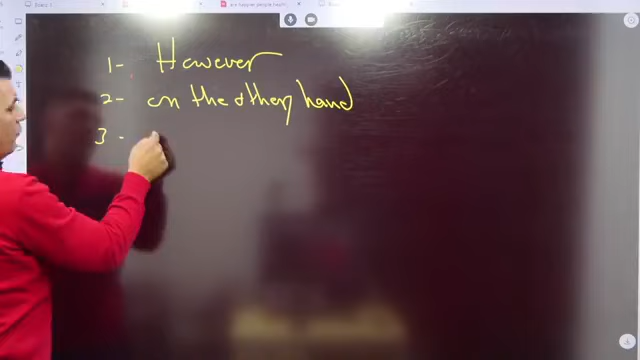 1- However
2- on the other hand
3-